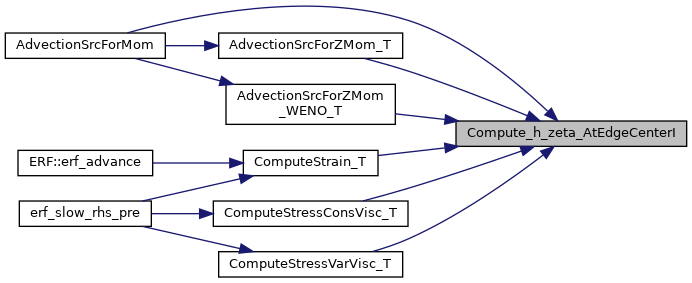 AdvectionSrcForMom
AdvectionSrcForZMom_T
AdvectionSrcForZMom
_WENO_T
Compute_h_zeta_AtEdgeCenterI
ERF::erf_advance
ComputeStrain_T
erf_slow_rhs_pre
ComputeStressConsVisc_T
ComputeStressVarVisc_T